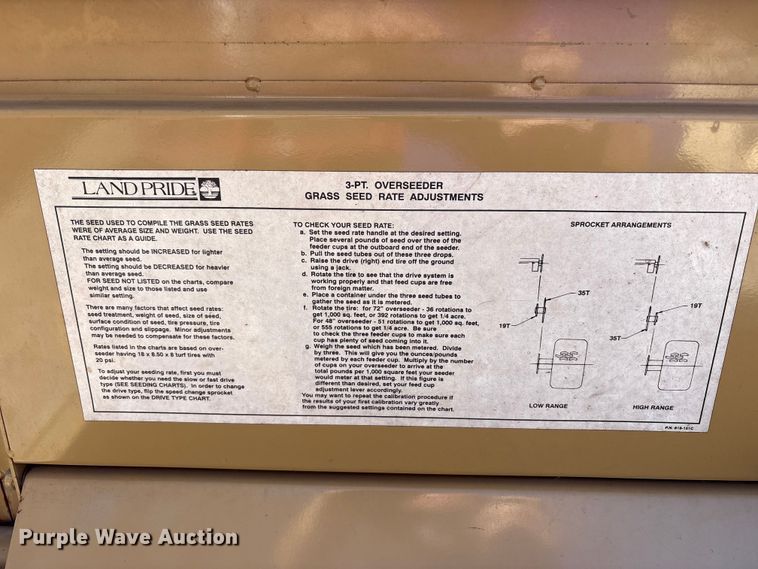 LAND PRIDE
3-PT. OVERSEEDER
GRASS SEED RATE ADJUSTMENTS
THE SEED USED TO COMPILE THE GRASS SEED RATES
WERE OF AVERAGE SIZE AND WEIGHT. USE THE SEED
RATE CHART AS A GUIDE.
The setting should be INCREASED for lighter
than average seed.
The setting should be DECREASED for heavier
than average seed.
FOR SEED NOT LISTED on the charts, compare
weight and size to those listed and use
similar setting.
There are many factors that affect seed rates:
seed treatment, weight of seed, size of seed,
surface condition of seed, tire pressure, tire
configuration and slippage. Minor adjustments
may be needed to compensate for these factors.
Rates listed in the charts are based on over-
seeder having 18 x 8.50 x 8 turf tires with
20 psi.
To adjust your seeding rate, first you must
decide whether you need the slow or fast drive
type (SEE SEEDING CHARTS). In order to change
the drive type, flip the speed change sprocket
as shown on the DRIVE TYPE CHART.
TO CHECK YOUR SEED RATE:
a. Set the seed rate handle at the desired setting.
Place several pounds of seed over three of the
feeder cups at the outboard end of the seeder.
b. Pull the seed tubes out of these three drops.
c. Raise the drive (right) end tire off the ground
using a jack.
d. Rotate the tire to see that the drive system is
working properly and that feed cups are free
from foreign matter.
e. Place a container under the three seed tubes to
gather the seed as it is metered.
f. Rotate the tire: for 72" overseeder - 36 rotations to
get 1,000 sq. feet, or 392 rotations to get 1/4 acre.
For 48" overseeder - 51 rotations to get 1,000 sq. feet,
or 555 rotations to get 1/4 acre. Be sure
to check the three feeder cups to make sure each
cup has plenty of seed coming into it.
g. Weigh the seed which has been metered. Divide
by three. This will give you the ounces/pounds
metered by each feeder cup. Multiply by the number
of cups on your overseeder to arrive at the
total pounds per 1,000 square feet your seeder
would meter at that setting. If this figure is
different than desired, set your feed cup
adjustment lever accordingly.
You may want to repeat the calibration procedure if
the results of your first calibration vary greatly
from the suggested settings contained on the chart.
SPROCKET ARRANGEMENTS
35T
19T
LOW RANGE
19T
35T
HIGH RANGE
P.N. 818-151C
Purple Wave Auction